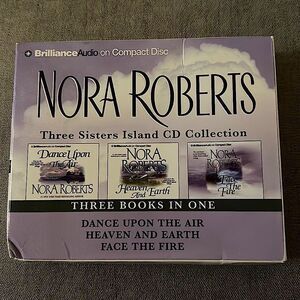 BrillianceAudio on Compact Disc
NORA ROBERTS
Three Sisters Island CD Collection
Dance Upon
The Air
NORA ROBERTS
NORA
ROBERTS
Heaven
And Earth
NORA
ROBERTS
Face
The Fire
THREE BOOKS IN ONE
DANCE UPON THE AIR
HEAVEN AND EARTH
FACE THE FIRE